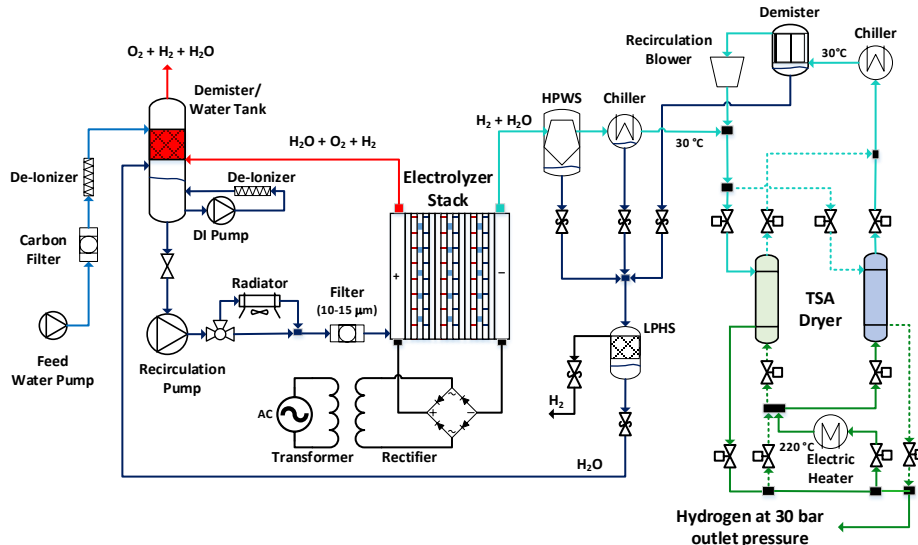 O₂ + H₂ + H₂O
Demister/
Water Tank
De-Ionizer
Carbon
Filter
Feed
Water Pump
H₂O + O₂ + H₂
De-Ionizer
DI Pump
Radiator
Recirculation
Pump
Filter
(10-15 µm)
Electrolyzer
Stack
+
−
H₂ + H₂O
HPWS
Chiller
30 °C
Recirculation
Blower
Demister
30°C
Chiller
LPHS
H₂
AC
Transformer
Rectifier
+
~
−
~
H₂O
TSA
Dryer
220 °C
Electric
Heater
Hydrogen at 30 bar
outlet pressure